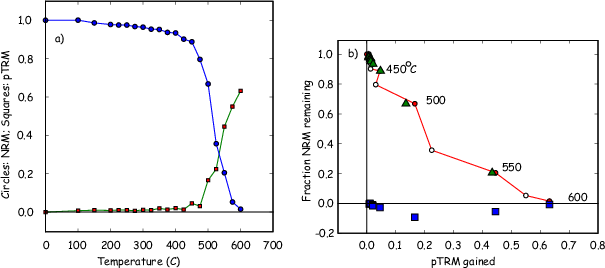 a)
Circles: NRM; Squares: pTRM
1.0
0.8
0.6
0.4
0.2
0.0
0 100 200 300 400 500 600 700
Temperature (C)
b)
Fraction NRM remaining
1.0
0.8
0.6
0.4
0.2
0.0
-0.2
450°C
500
550
600
0.0 0.1 0.2 0.3 0.4 0.5 0.6 0.7 0.8
pTRM gained